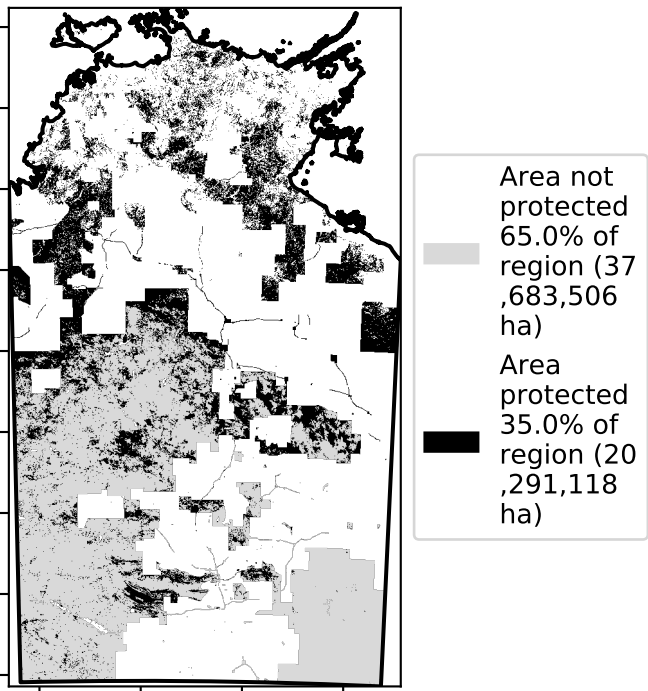 Area not
protected
65.0% of
region (37
,683,506
ha)
Area
protected
35.0% of
region (20
,291,118
ha)